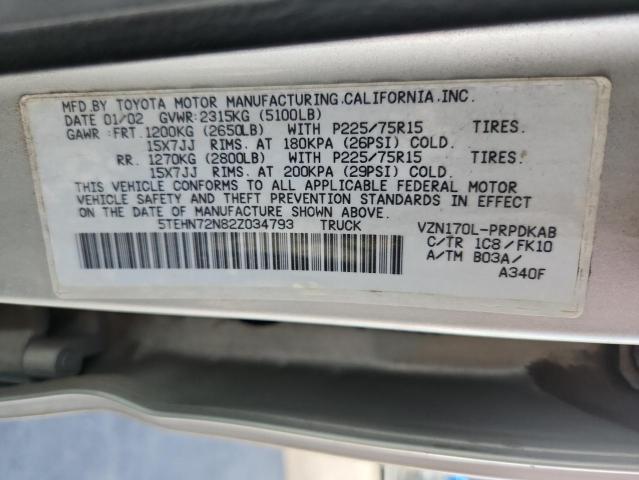 MFD.BY TOYOTA MOTOR MANUFACTURING.CALIFORNIA.INC.
DATE 01/02 GVWR:2315KG (5100LB)
GAWR :FRT.1200KG (2650LB) WITH P225/75R15 TIRES.
15X7JJ RIMS. AT 180KPA (26PSI) COLD.
RR. 1270KG (2800LB) WITH P225/75R15 TIRES.
15X7JJ RIMS. AT 200KPA (29PSI) COLD.
THIS VEHICLE CONFORMS TO ALL APPLICABLE FEDERAL MOTOR
VEHICLE SAFETY AND THEFT PREVENTION STANDARDS IN EFFECT
ON THE DATE OF MANUFACTURE SHOWN ABOVE.
5TEHN72N82Z034793 TRUCK VZN170L-PRPDKAB
C/TR 1C8/FK10
A/TM B03A/
A340F